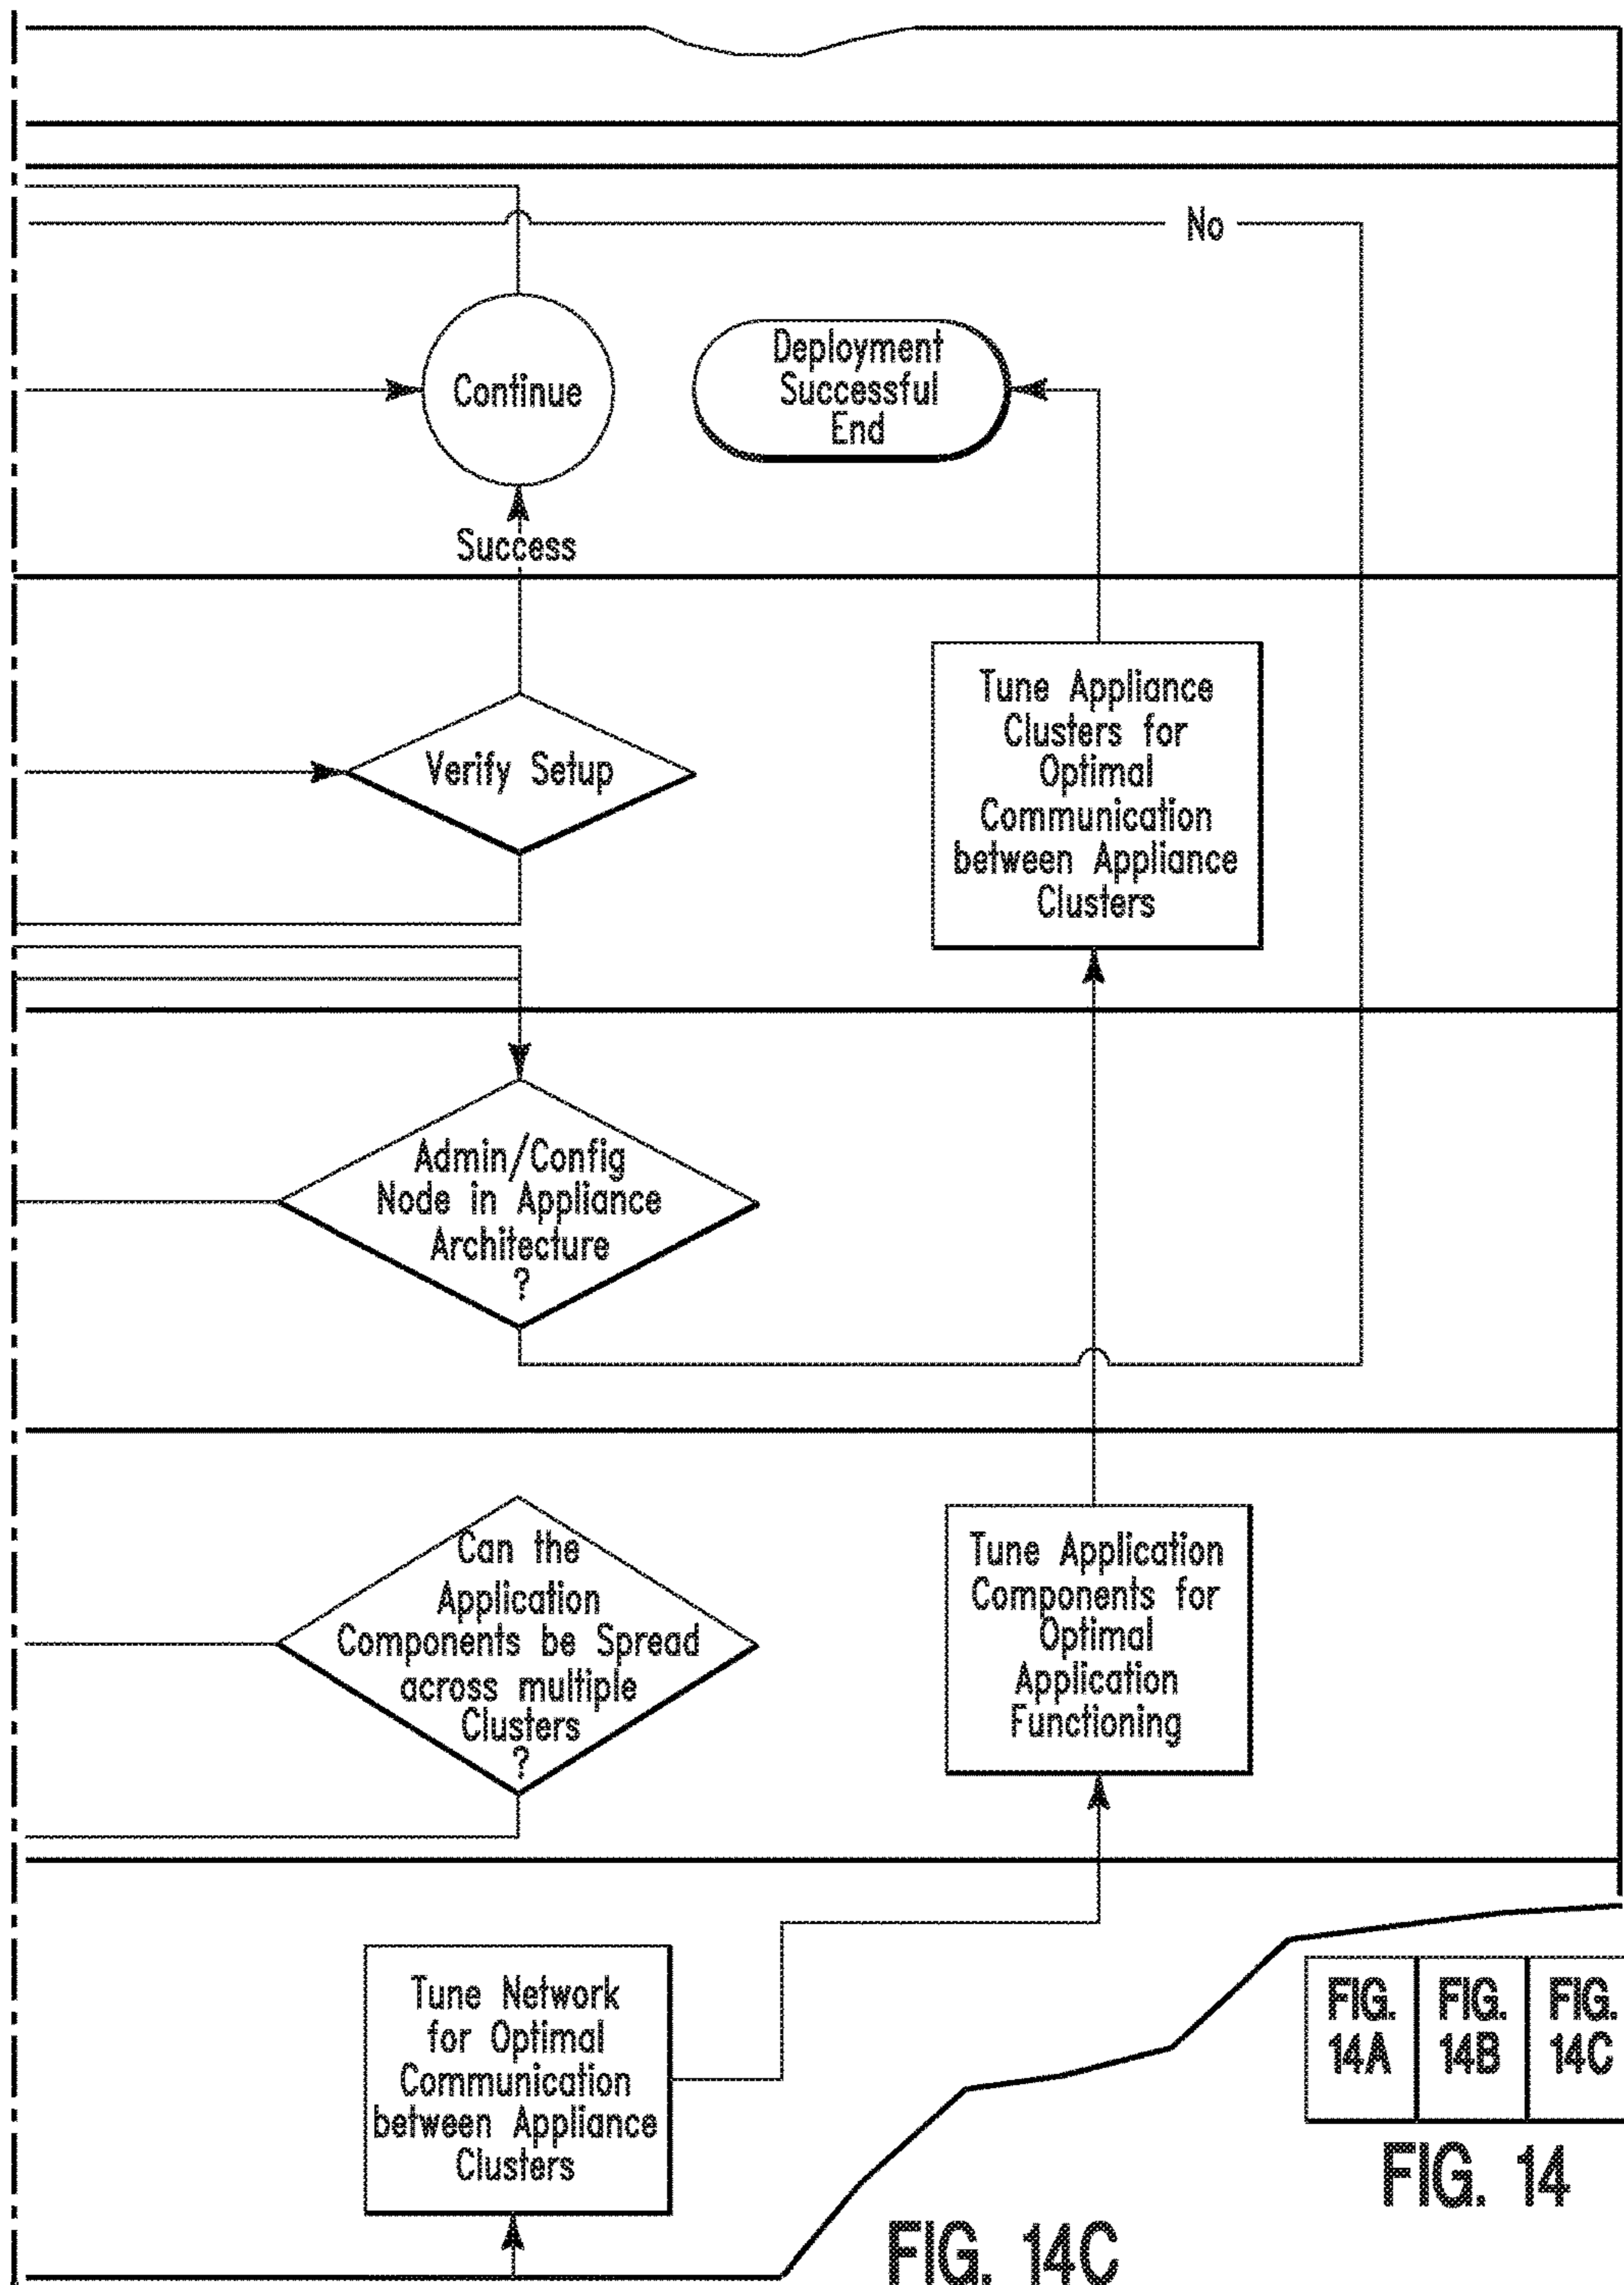 No
Continue
Deployment
Successful
End
Success
Verify Setup
Tune Appliance
Clusters for
Optimal
Communication
between Appliance
Clusters
Admin/Config
Node in Appliance
Architecture
?
Can the
Application
Components be Spread
across multiple
Clusters
?
Tune Application
Components for
Optimal
Application
Functioning
Tune Network
for Optimal
Communication
between Appliance
Clusters
FIG.
14A
FIG.
14B
FIG.
14C
FIG. 14
FIG. 14C